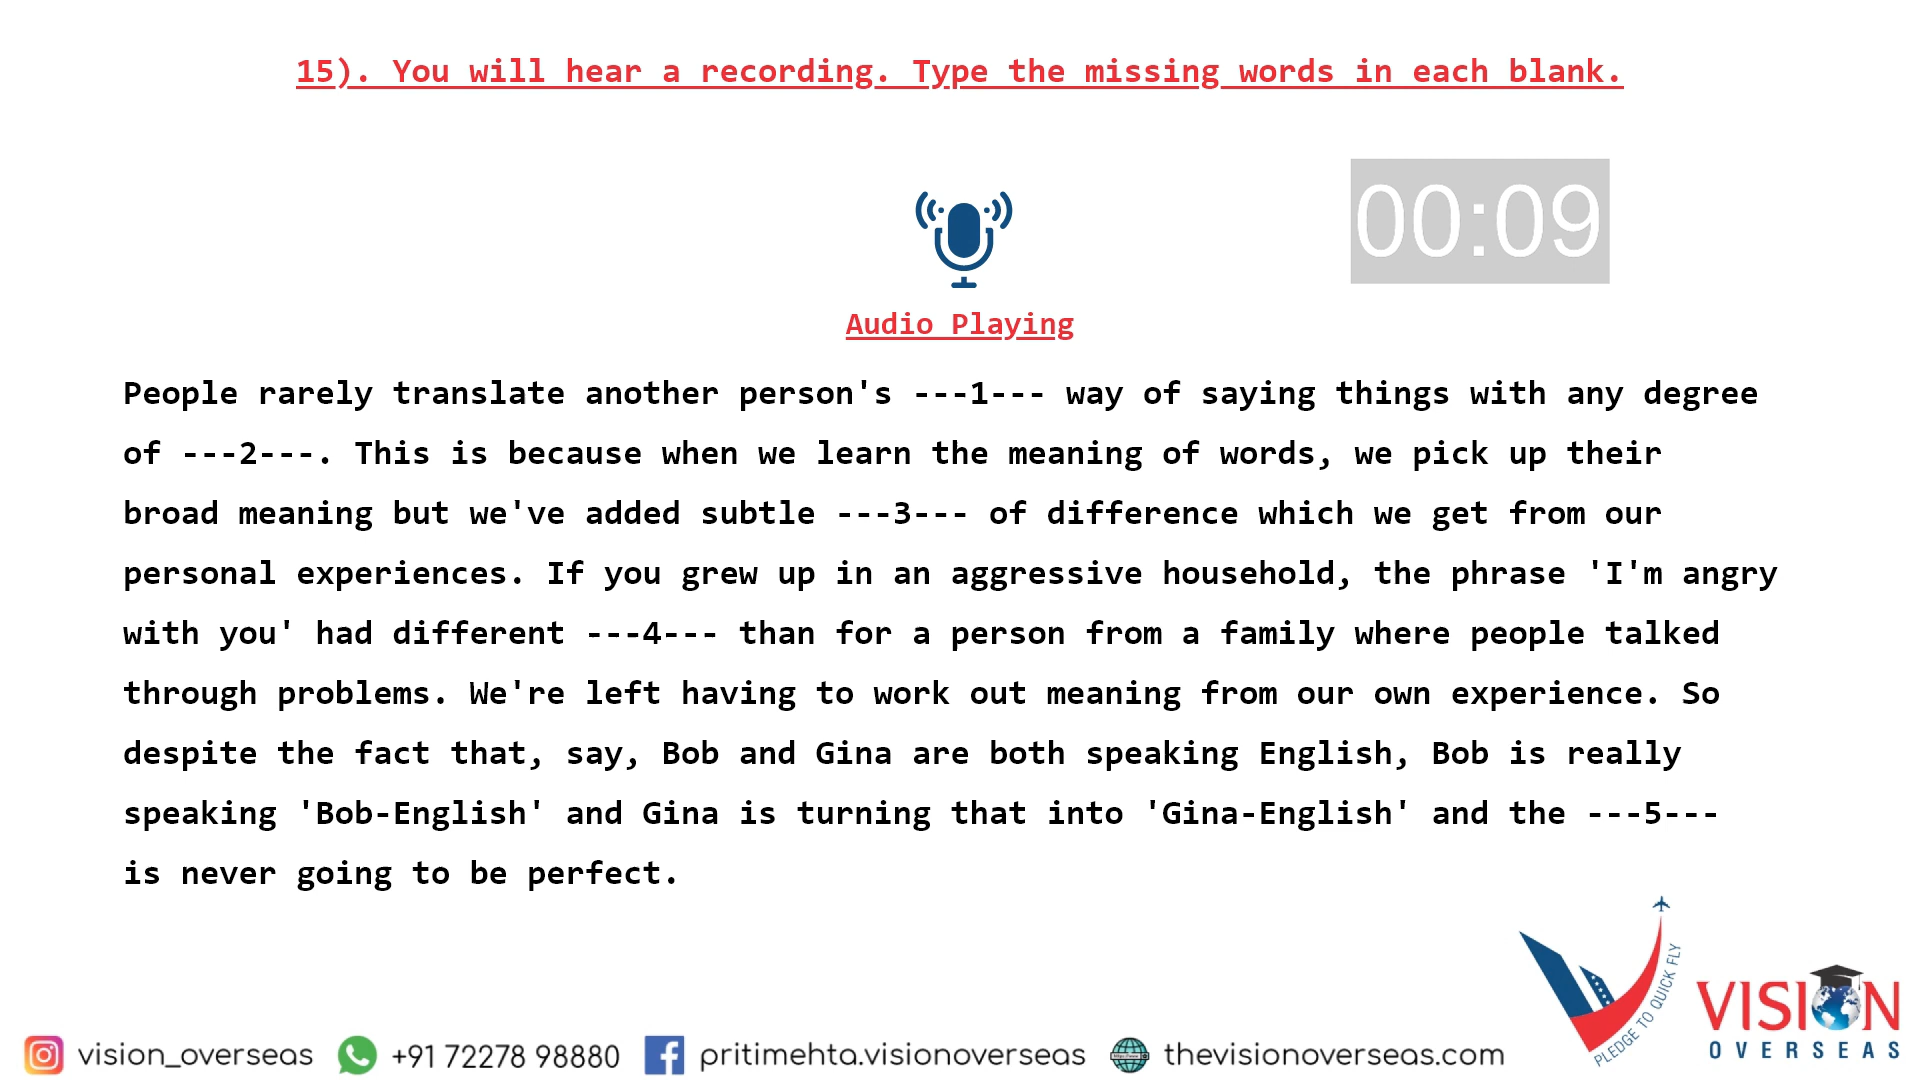 15). You will hear a recording. Type the missing words in each blank.
00:09
Audio Playing
People rarely translate another person's ---1--- way of saying things with any degree
of ---2---. This is because when we learn the meaning of words, we pick up their
broad meaning but we've added subtle ---3--- of difference which we get from our
personal experiences. If you grew up in an aggressive household, the phrase 'I'm angry
with you' had different ---4--- than for a person from a family where people talked
through problems. We're left having to work out meaning from our own experience. So
despite the fact that, say, Bob and Gina are both speaking English, Bob is really
speaking 'Bob-English' and Gina is turning that into 'Gina-English' and the ---5---
is never going to be perfect.
PLEDGE TO QUICK FLY
VISION
OVERSEAS
vision_overseas +91 72278 98880 pritimehta.visionoverseas thevisionoverseas.com